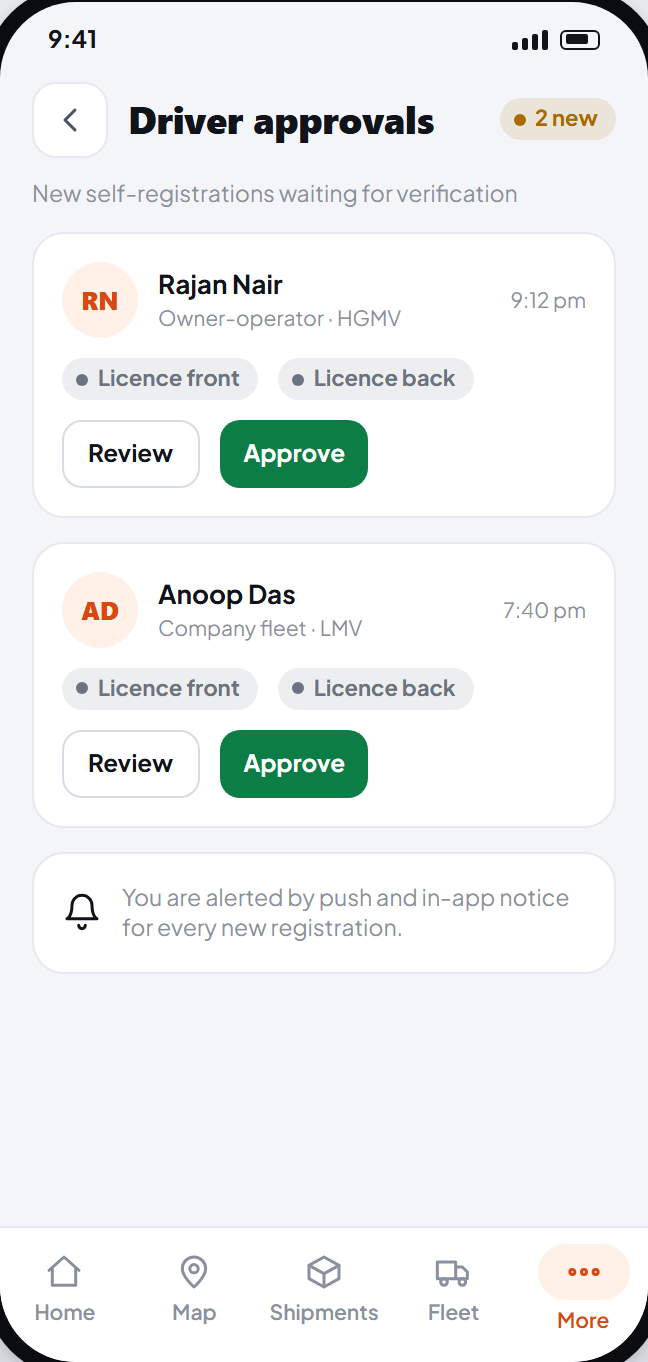 9:41
Driver approvals
2 new
New self-registrations waiting for verification
RN
Rajan Nair
Owner-operator · HGMV
9:12 pm
Licence front
Licence back
Review
Approve
AD
Anoop Das
Company fleet · LMV
7:40 pm
Licence front
Licence back
Review
Approve
You are alerted by push and in-app notice
for every new registration.
Home
Map
Shipments
Fleet
More